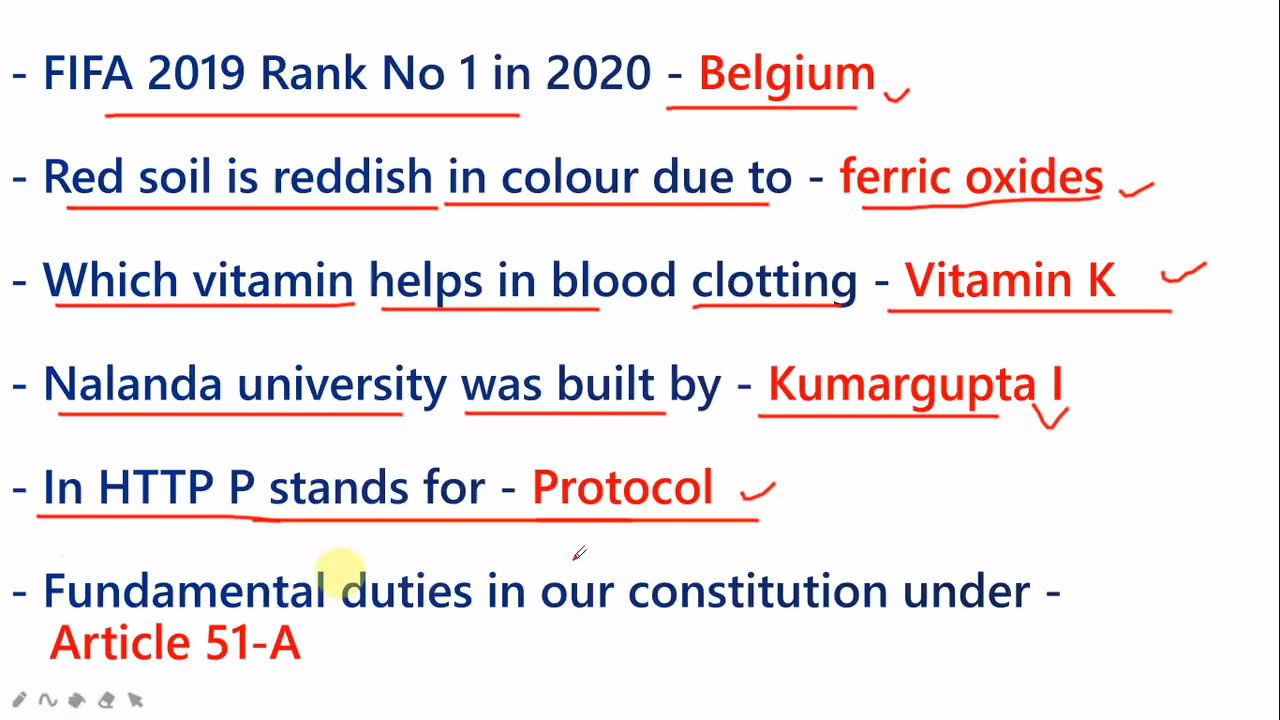 - FIFA 2019 Rank No 1 in 2020 - Belgium
- Red soil is reddish in colour due to - ferric oxides
- Which vitamin helps in blood clotting - Vitamin K
- Nalanda university was built by - Kumargupta I
- In HTTP P stands for - Protocol
- Fundamental duties in our constitution under -
Article 51-A